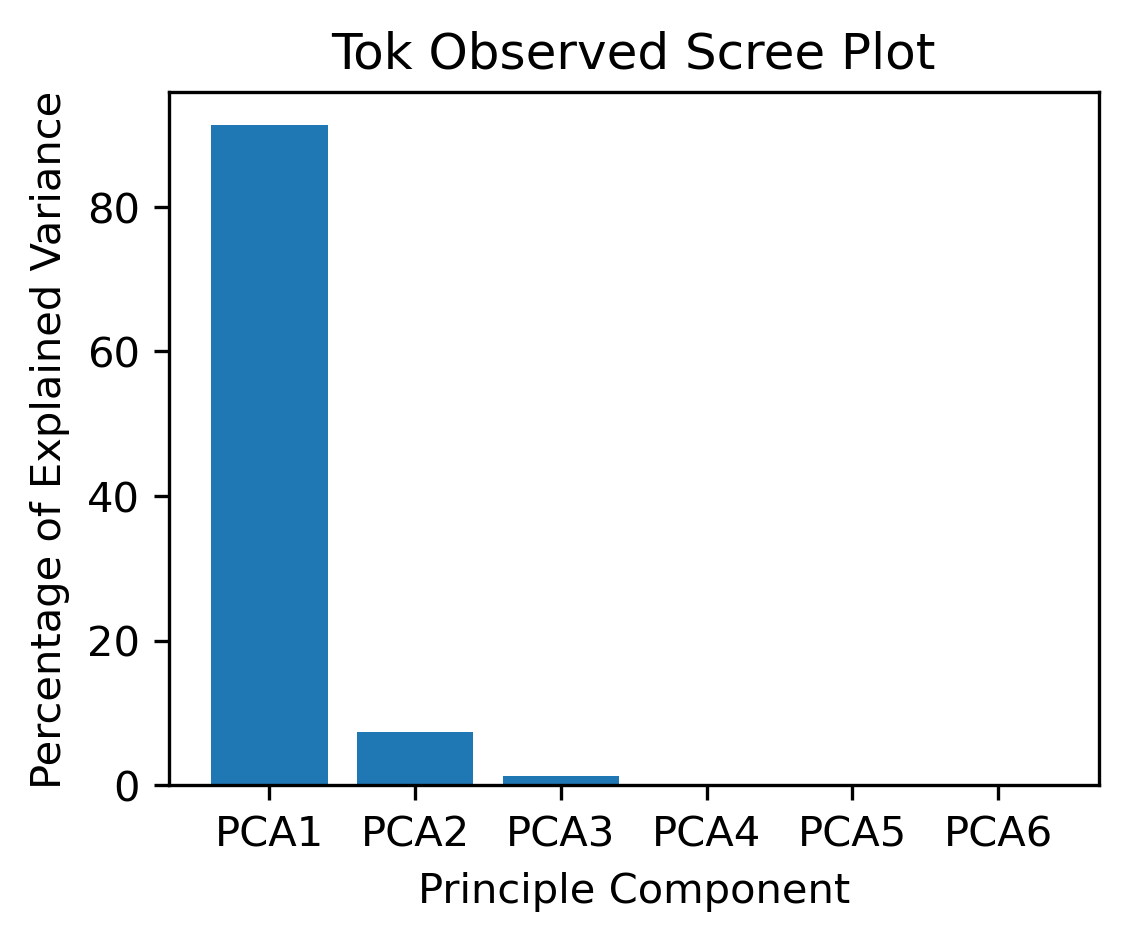 Tok Observed Scree Plot
Percentage of Explained Variance
80
60
40
20
0
PCA1 PCA2 PCA3 PCA4 PCA5 PCA6
Principle Component